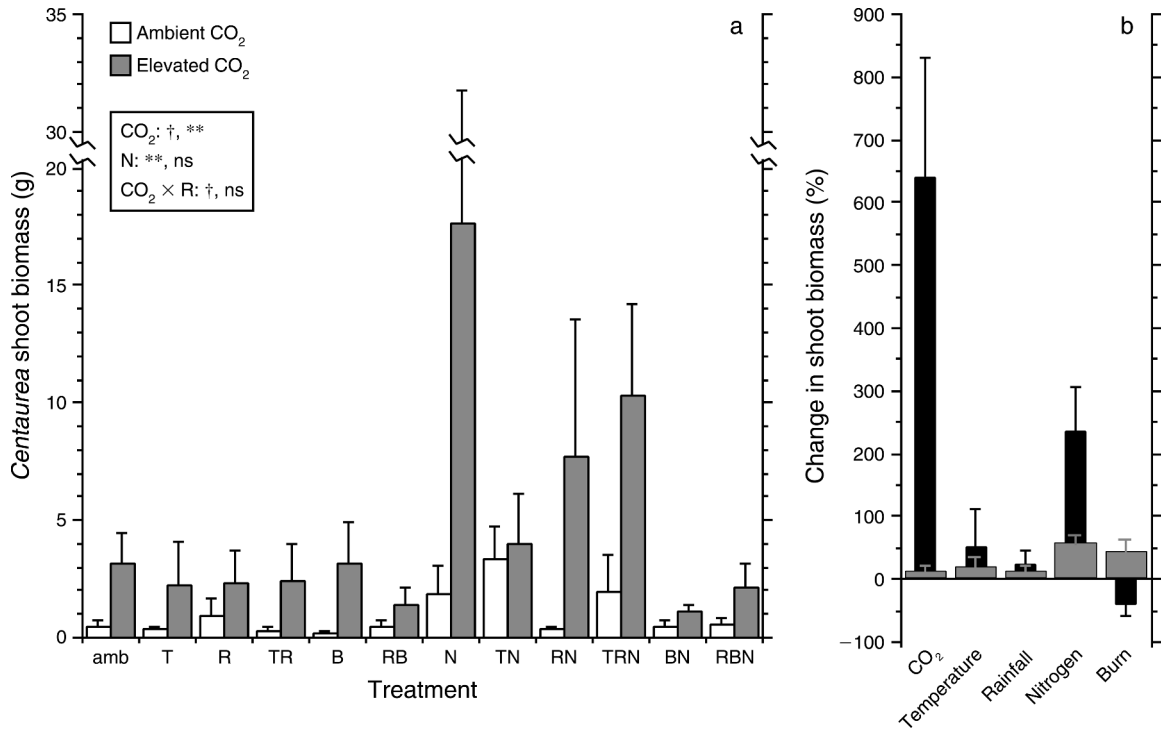 a
Ambient CO₂
Elevated CO₂
CO₂: †, **
N: **, ns
CO₂ × R: †, ns
35
30
20
15
10
5
0
Centaurea shoot biomass (g)
amb T R TR B RB N TN RN TRN BN RBN
Treatment
b
900
800
700
600
500
400
300
200
100
0
−100
Change in shoot biomass (%)
CO₂
Temperature
Rainfall
Nitrogen
Burn